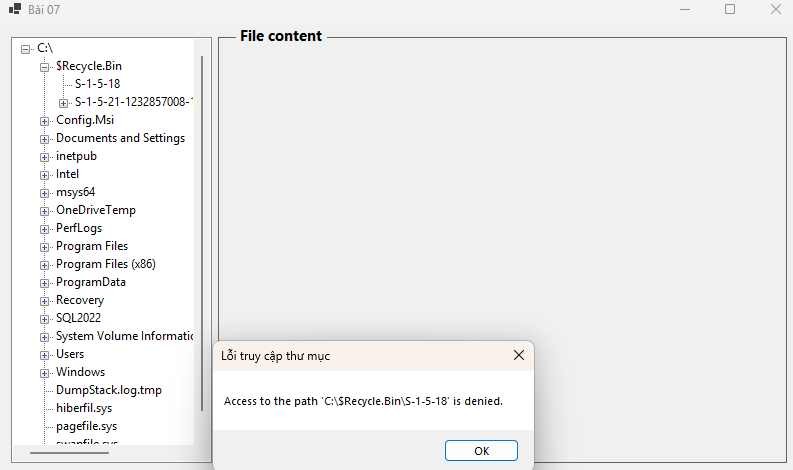 Bài 07
File content
C:\
$Recycle.Bin
S-1-5-18
S-1-5-21-1232857008-1
Config.Msi
Documents and Settings
inetpub
Intel
msys64
OneDriveTemp
PerfLogs
Program Files
Program Files (x86)
ProgramData
Recovery
SQL2022
System Volume Informatic
Users
Windows
DumpStack.log.tmp
hiberfil.sys
pagefile.sys
swapfile.sys
Lỗi truy cập thư mục
Access to the path 'C:\$Recycle.Bin\S-1-5-18' is denied.
OK